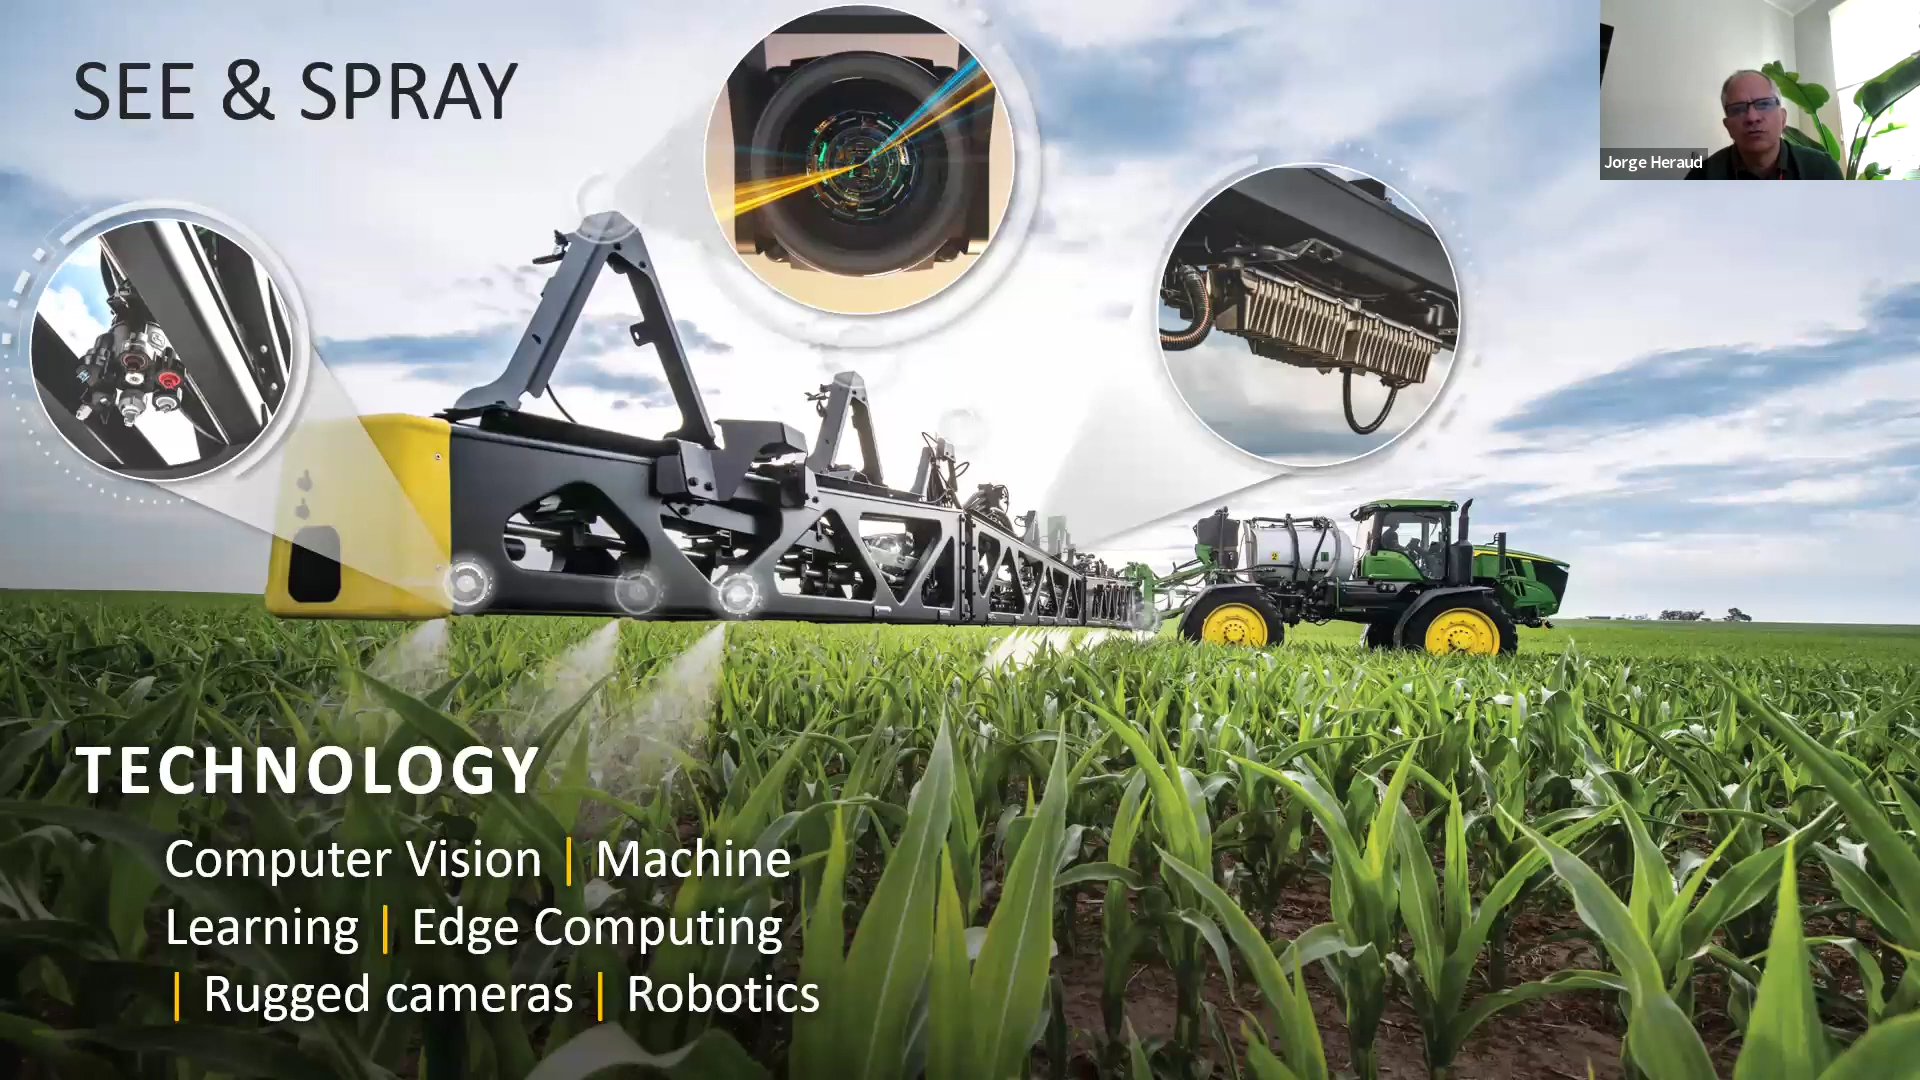 SEE & SPRAY
Jorge Heraud
TECHNOLOGY
Computer Vision | Machine
Learning | Edge Computing
| Rugged cameras | Robotics